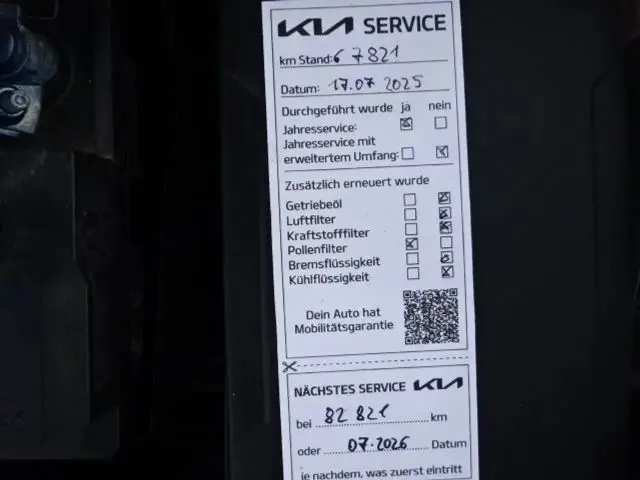 KIA SERVICE
km Stand: 67821
Datum: 17.07 2025
Durchgeführt wurde ja nein
Jahresservice:
Jahresservice mit
erweitertem Umfang:
Zusätzlich erneuert wurde
Getriebeöl
Luftfilter
Kraftstofffilter
Pollenfilter
Bremsflüssigkeit
Kühlflüssigkeit
Dein Auto hat
Mobilitätsgarantie
NÄCHSTES SERVICE KIA
bei 82 821 km
oder 07.2026 Datum
je nachdem, was zuerst eintritt